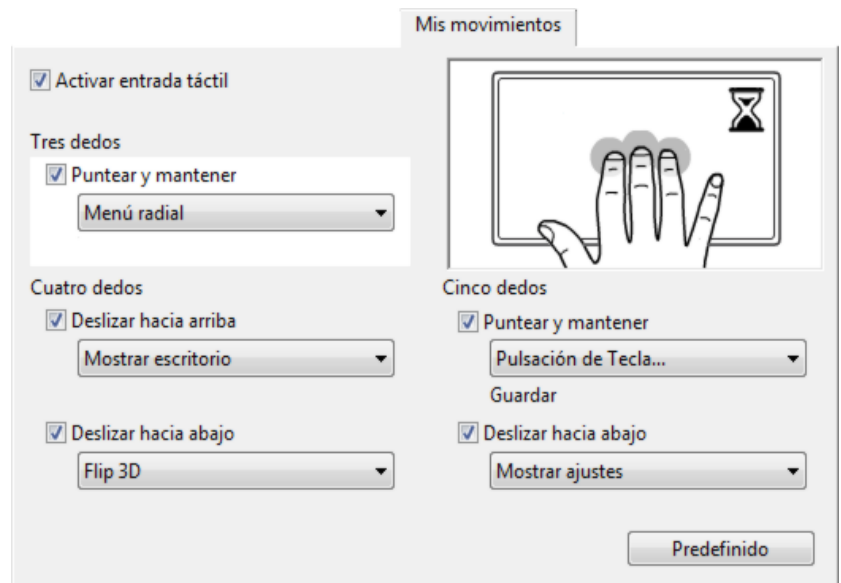 Mis movimientos
Activar entrada táctil
Tres dedos
Puntear y mantener
Menú radial
Cuatro dedos
Deslizar hacia arriba
Mostrar escritorio
Deslizar hacia abajo
Flip 3D
Cinco dedos
Puntear y mantener
Pulsación de Tecla...
Guardar
Deslizar hacia abajo
Mostrar ajustes
Predefinido